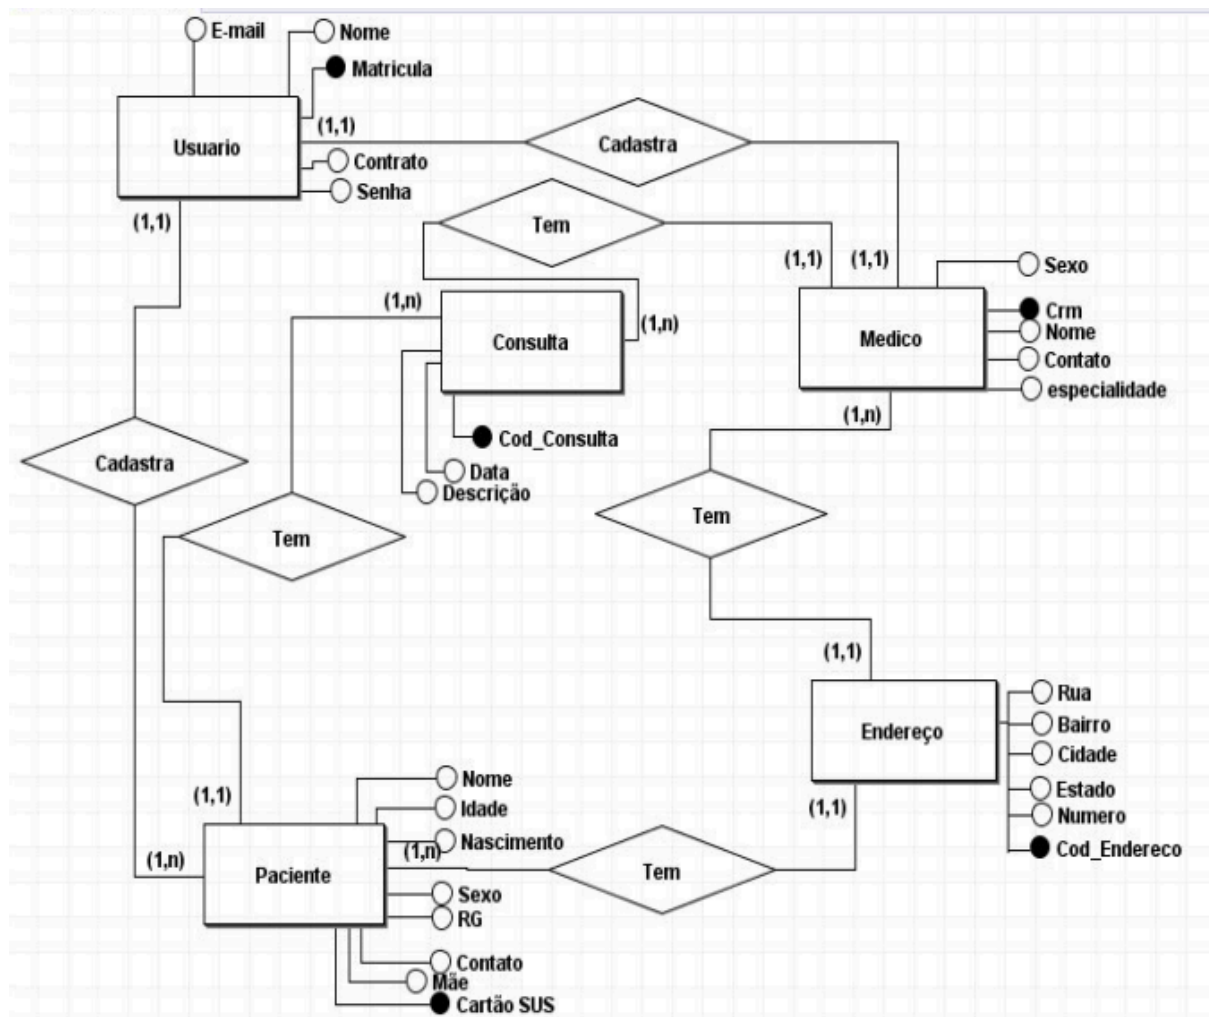 E-mail
Nome
Matricula
Usuario
(1,1)
Cadastra
Contrato
Senha
(1,1)
Tem
(1,1)
(1,1)
Sexo
(1,n)
Consulta
(1,n)
Medico
Crm
Nome
Contato
especialidade
(1,n)
Cod_Consulta
Data
Descrição
Cadastra
Tem
Tem
(1,1)
Endereço
Rua
Bairro
Cidade
Estado
Numero
Cod_Endereco
(1,1)
(1,1)
Nome
Idade
Nascimento
(1,n)
(1,n)
Paciente
Tem
Sexo
RG
Contato
Mãe
Cartão SUS